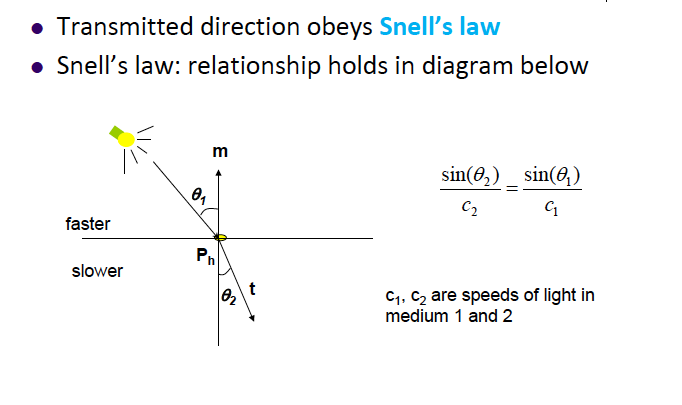 • Transmitted direction obeys Snell's law
• Snell's law: relationship holds in diagram below
m
θ₁
sin(θ₂)/c₂ = sin(θ₁)/c₁
faster
Pₕ
slower
θ₂
t
c₁, c₂ are speeds of light in
medium 1 and 2